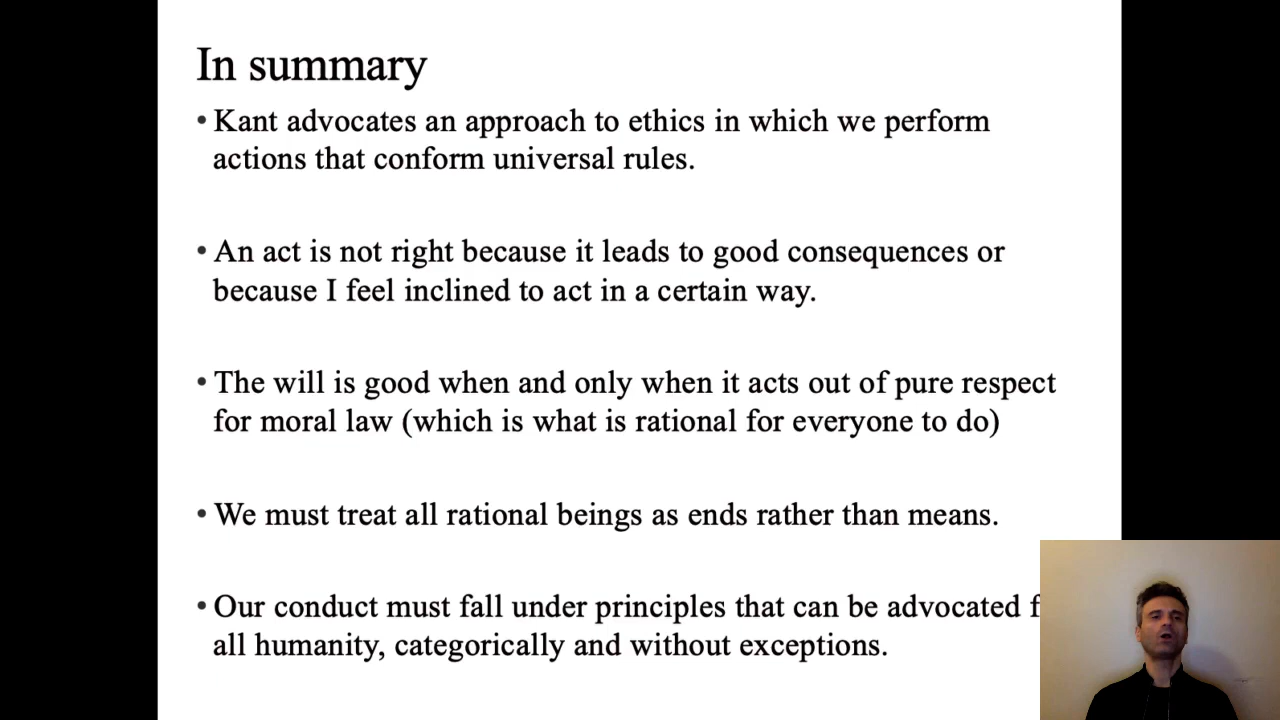 In summary
• Kant advocates an approach to ethics in which we perform
actions that conform universal rules.
• An act is not right because it leads to good consequences or
because I feel inclined to act in a certain way.
• The will is good when and only when it acts out of pure respect
for moral law (which is what is rational for everyone to do)
• We must treat all rational beings as ends rather than means.
• Our conduct must fall under principles that can be advocated
all humanity, categorically and without exceptions.